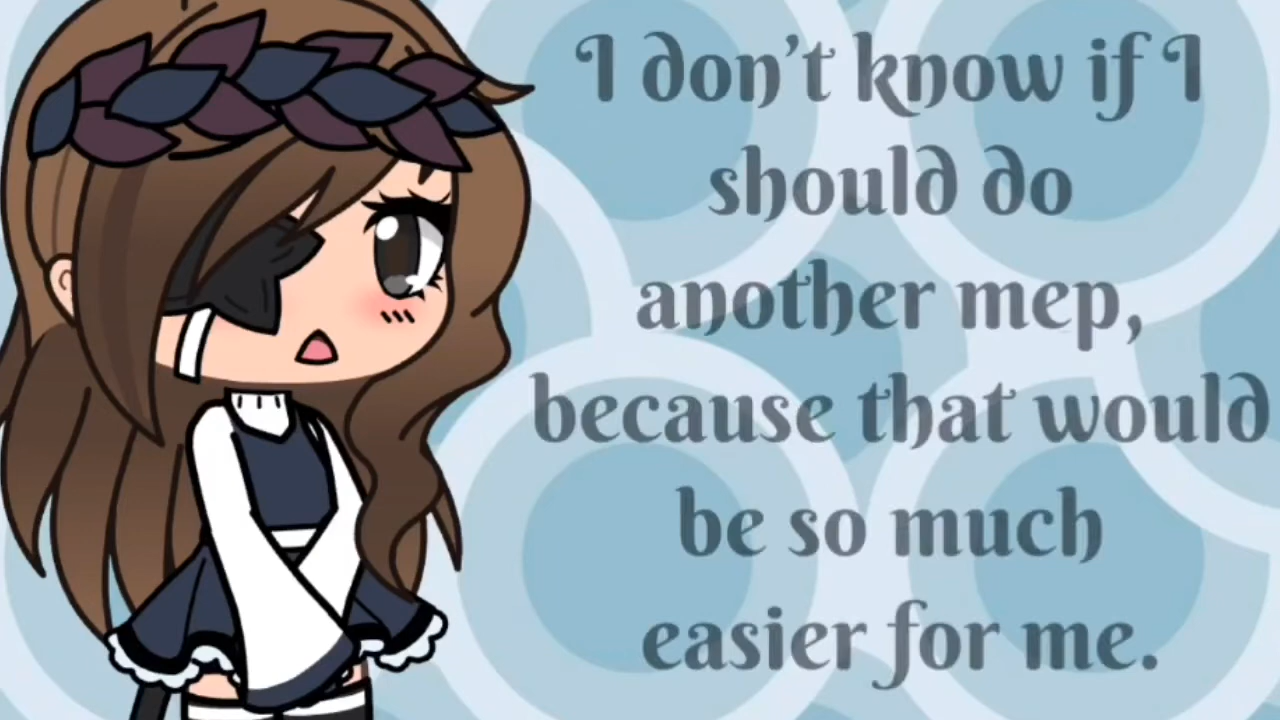 I don't know if I
should do
another mep,
because that would
be so much
easier for me.